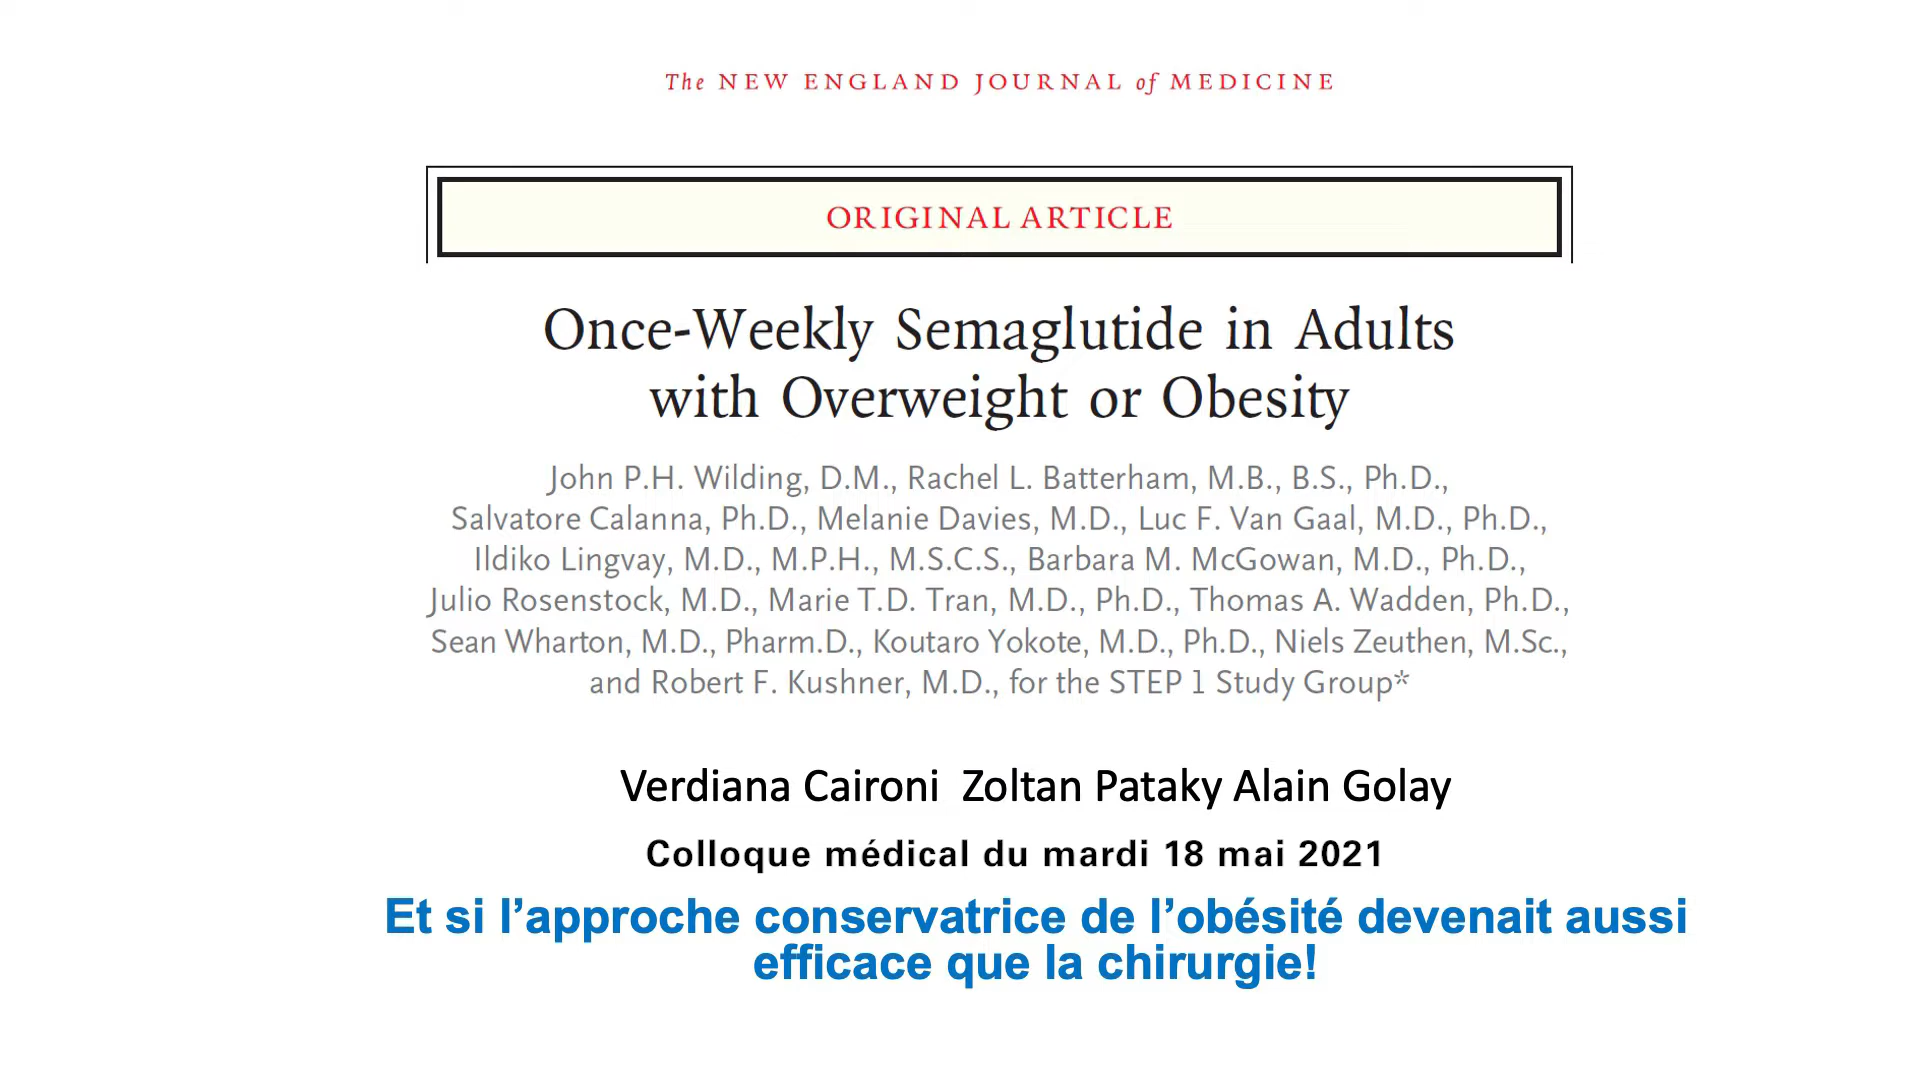 The NEW ENGLAND JOURNAL of MEDICINE
ORIGINAL ARTICLE
Once-Weekly Semaglutide in Adults
with Overweight or Obesity
John P.H. Wilding, D.M., Rachel L. Batterham, M.B., B.S., Ph.D.,
Salvatore Calanna, Ph.D., Melanie Davies, M.D., Luc F. Van Gaal, M.D., Ph.D.,
Ildiko Lingvay, M.D., M.P.H., M.S.C.S., Barbara M. McGowan, M.D., Ph.D.,
Julio Rosenstock, M.D., Marie T.D. Tran, M.D., Ph.D., Thomas A. Wadden, Ph.D.,
Sean Wharton, M.D., Pharm.D., Koutaro Yokote, M.D., Ph.D., Niels Zeuthen, M.Sc.,
and Robert F. Kushner, M.D., for the STEP 1 Study Group*
Verdiana Caironi  Zoltan Pataky Alain Golay
Colloque médical du mardi 18 mai 2021
Et si l’approche conservatrice de l’obésité devenait aussi
efficace que la chirurgie!